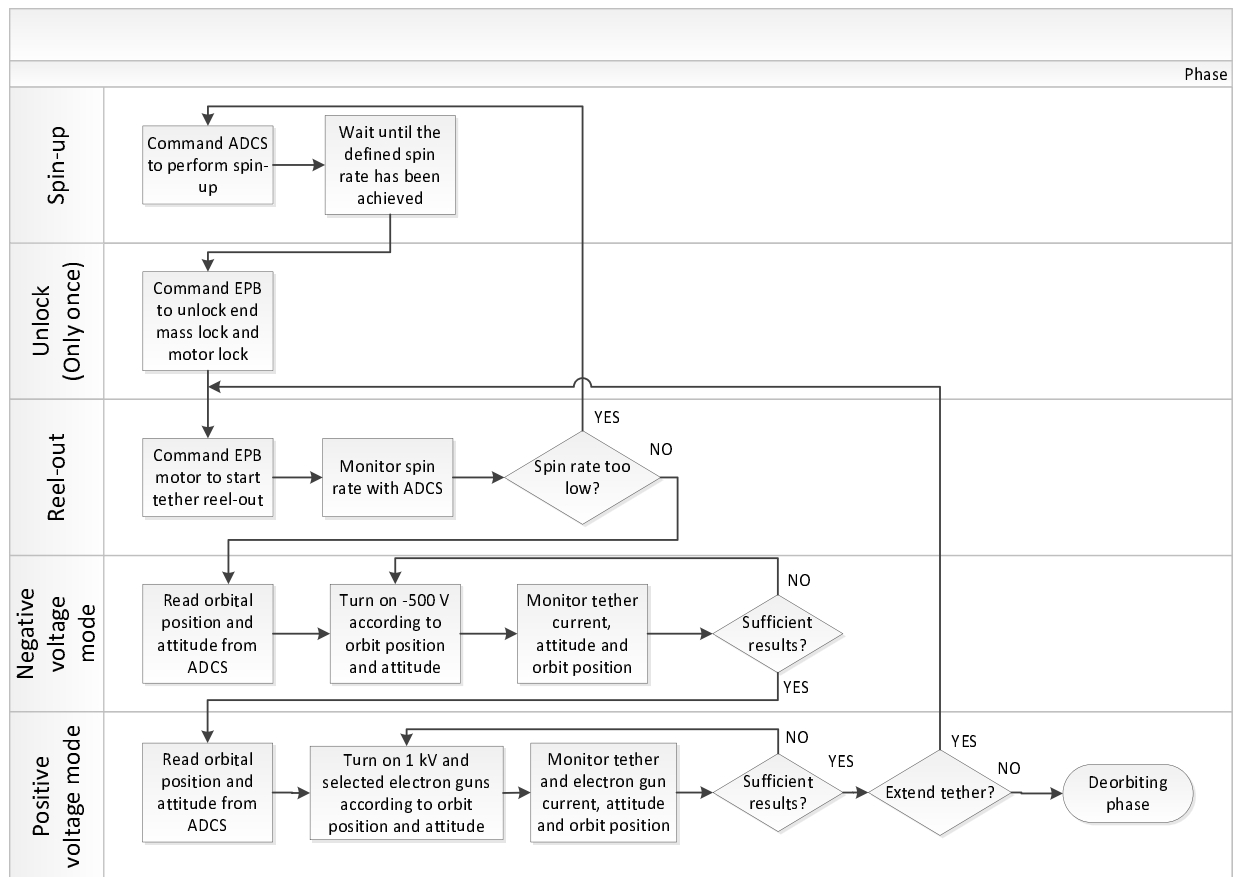 Phase
Spin-up
Command ADCS
to perform spin-
up
Wait until the
defined spin
rate has been
achieved
Unlock
(Only once)
Command EPB
to unlock end
mass lock and
motor lock
Reel-out
Command EPB
motor to start
tether reel-out
Monitor spin
rate with ADCS
Spin rate too
low?
YES
NO
Negative
voltage
mode
Read orbital
position and
attitude from
ADCS
Turn on -500 V
according to
orbit position
and attitude
Monitor tether
current,
attitude and
orbit position
Sufficient
results?
NO
YES
Positive
voltage mode
Read orbital
position and
attitude from
ADCS
Turn on 1 kV and
selected electron guns
according to orbit
position and attitude
Monitor tether
and electron gun
current, attitude
and orbit position
Sufficient
results?
NO
YES
Extend tether?
YES
NO
Deorbiting
phase